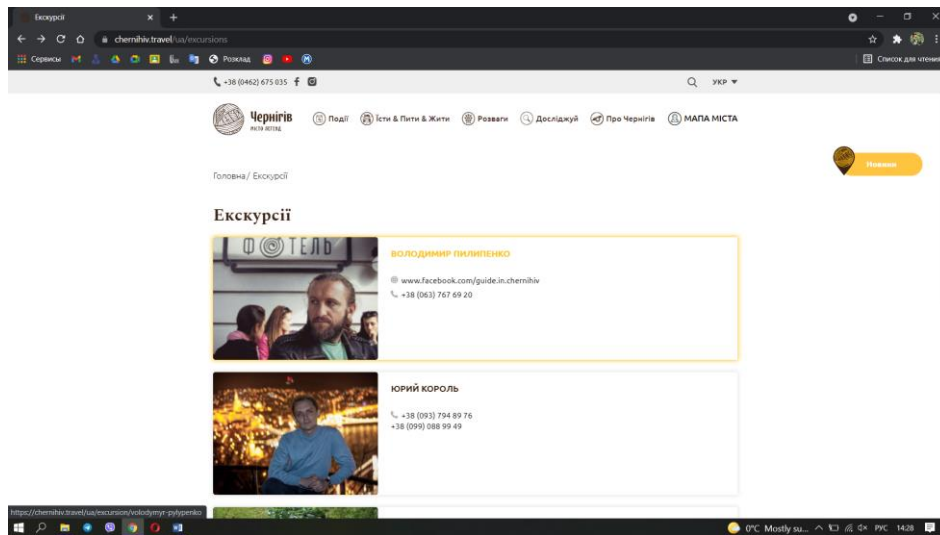 Екскурсії
chernihiv.travel/ua/excursions
Сервисы
Розклад
Список для чтения
+38 (0462) 675 035
УКР
Чернігів
МІСТО ЛЕГЕНД
Події
Їсти & Пити & Жити
Розваги
Досліджуй
Про Чернігів
МАПА МІСТА
Новини
Головна / Екскурсії
Екскурсії
ФОТЕЛЬ
ВОЛОДИМИР ПИЛИПЕНКО
www.facebook.com/guide.in.chernihiv
+38 (063) 767 69 20
ЮРИЙ КОРОЛЬ
+38 (093) 794 89 76
+38 (099) 088 99 49
https://chernihiv.travel/ua/excursion/volodymyr-pylypenko
0°C Mostly su...
РУС
14:28